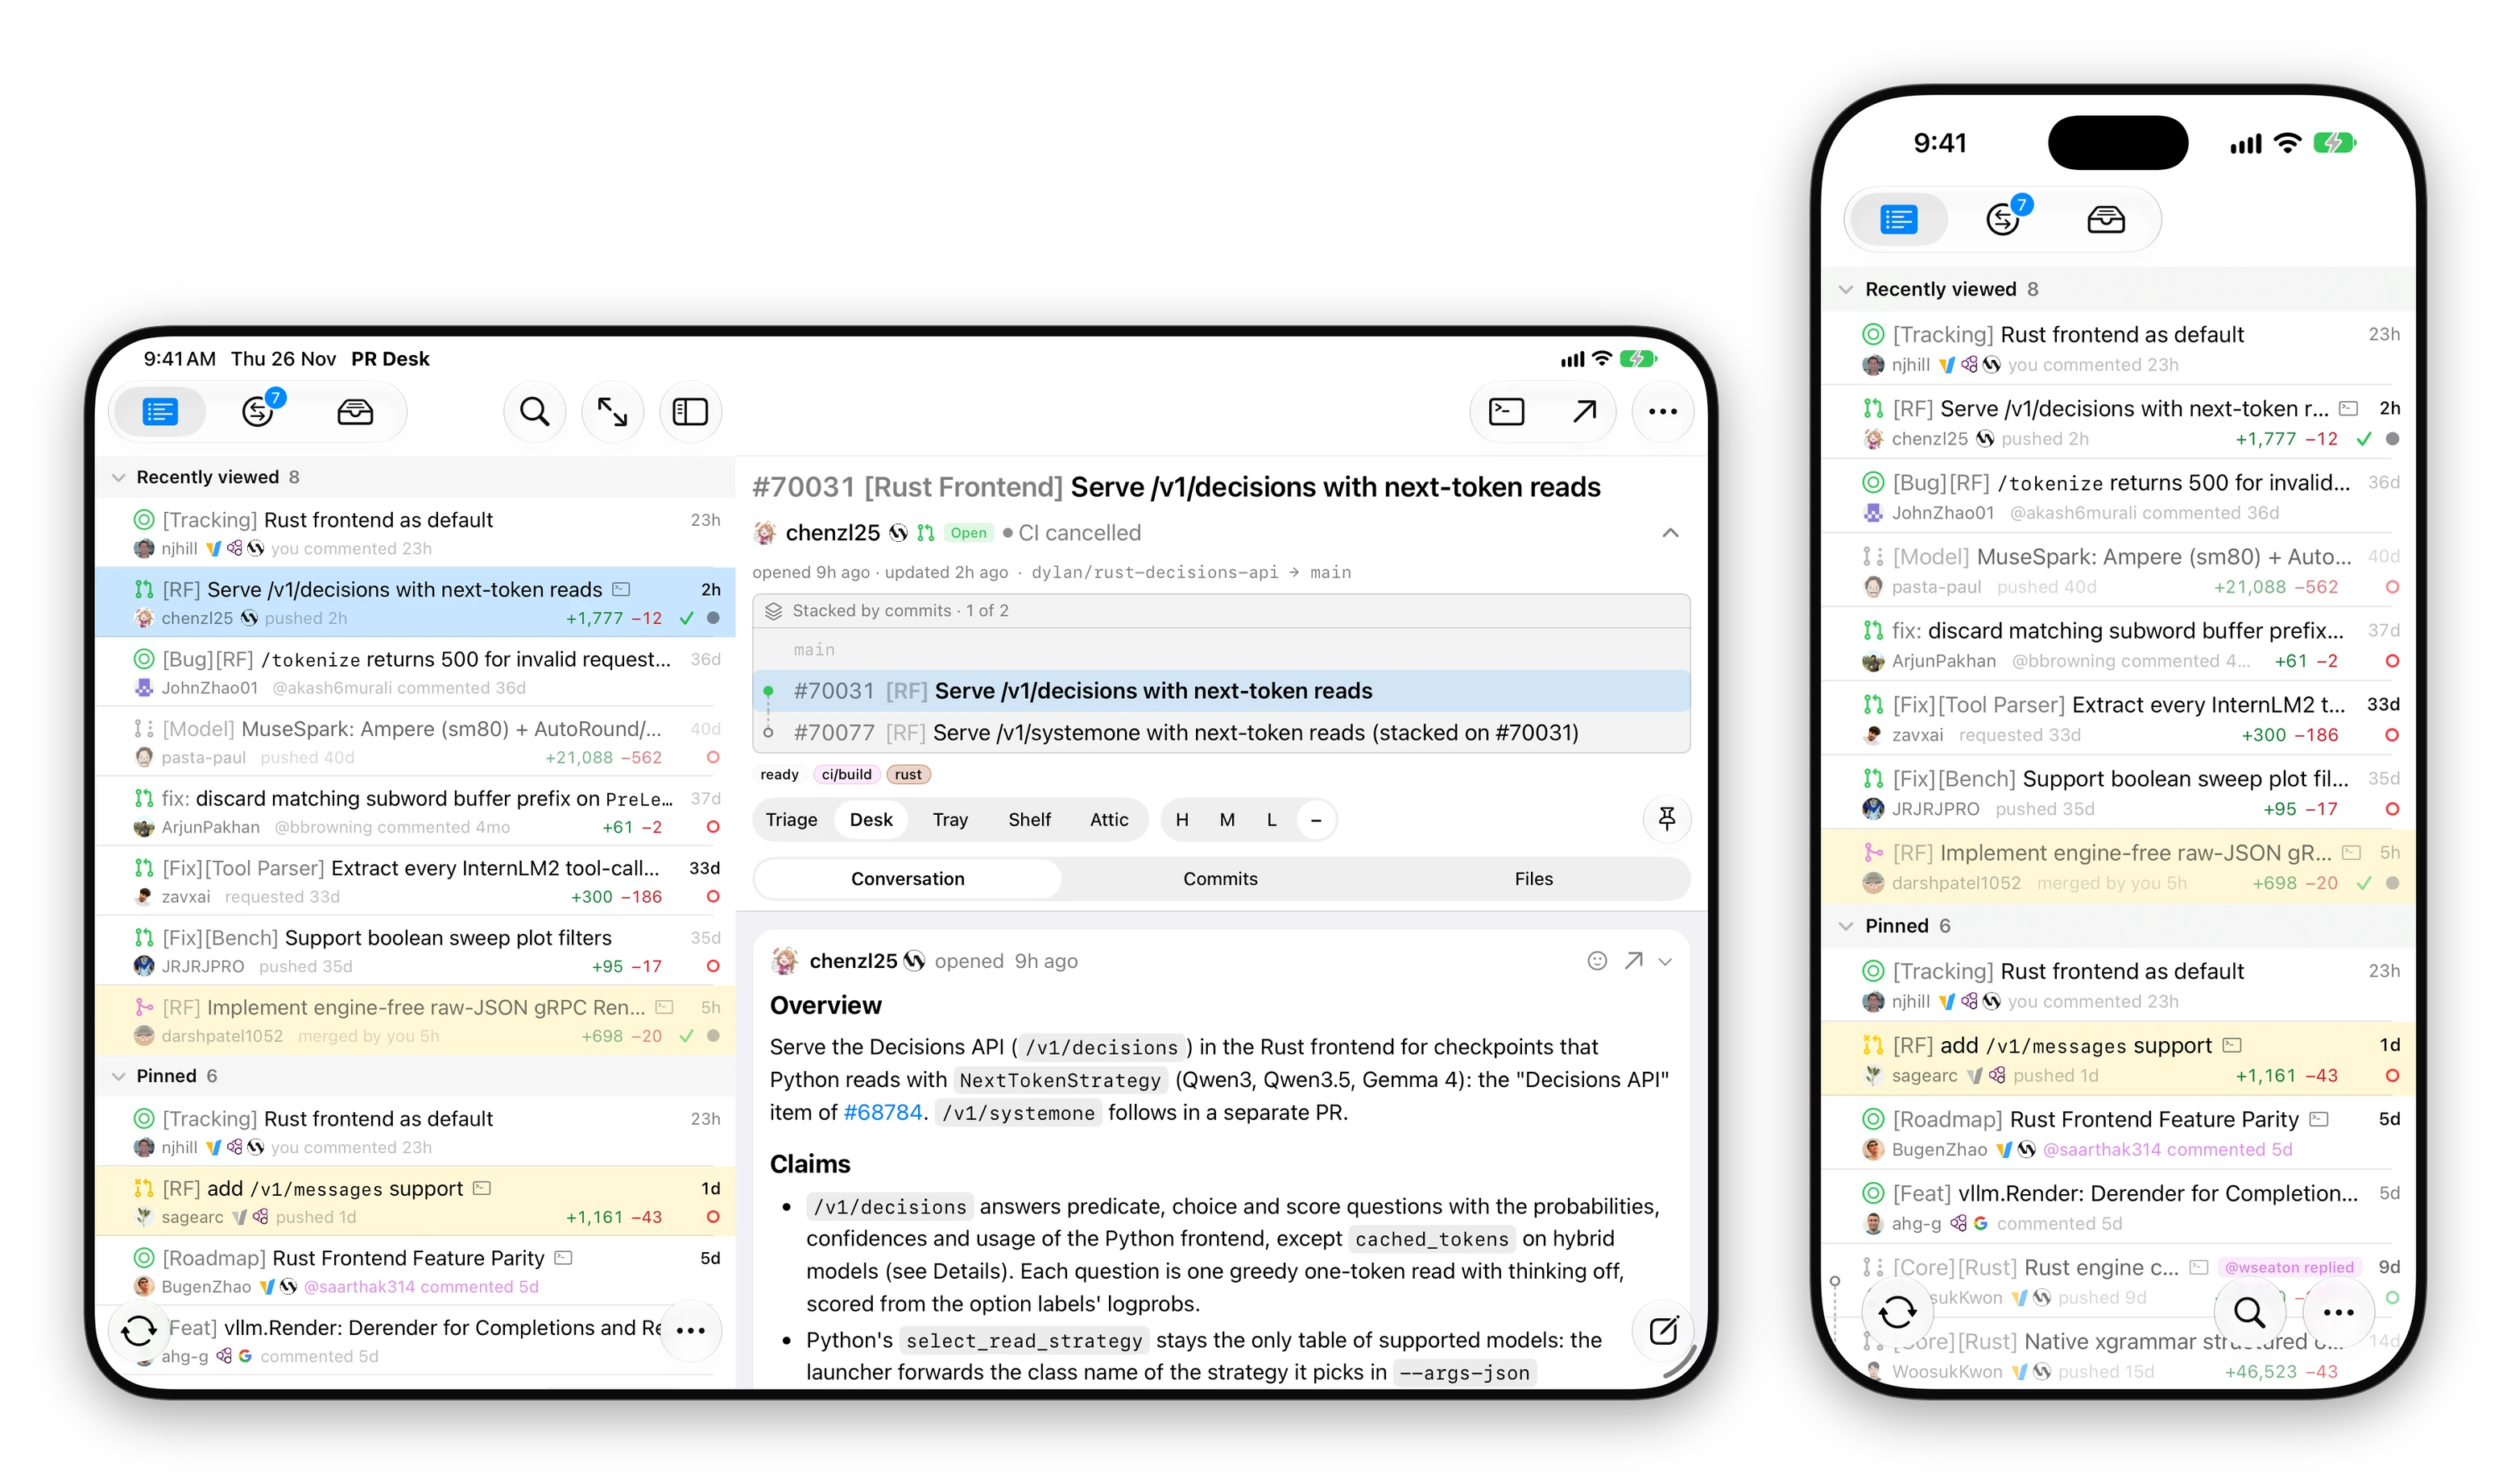 9:41 AM Thu 26 Nov PR Desk
7
Recently viewed 8
[Tracking] Rust frontend as default 23h
njhill you commented 23h
[RF] Serve /v1/decisions with next-token reads 2h
chenzl25 pushed 2h +1,777 −12
[Bug][RF] /tokenize returns 500 for invalid request... 36d
JohnZhao01 @akash6murali commented 36d
[Model] MuseSpark: Ampere (sm80) + AutoRound/... 40d
pasta-paul pushed 40d +21,088 −562
fix: discard matching subword buffer prefix on PreLe... 37d
ArjunPakhan @bbrowning commented 4mo +61 −2
[Fix][Tool Parser] Extract every InternLM2 tool-call... 33d
zavxai requested 33d +300 −186
[Fix][Bench] Support boolean sweep plot filters 35d
JRJRJPRO pushed 35d +95 −17
[RF] Implement engine-free raw-JSON gRPC Ren... 5h
darshpatel1052 merged by you 5h +698 −20
Pinned 6
[Tracking] Rust frontend as default 23h
njhill you commented 23h
[RF] add /v1/messages support 1d
sagearc pushed 1d +1,161 −43
[Roadmap] Rust Frontend Feature Parity 5d
BugenZhao @saarthak314 commented 5d
Feat] vllm.Render: Derender for Completions and Re
ahg-g commented 5d
#70031 [Rust Frontend] Serve /v1/decisions with next-token reads
chenzl25 Open CI cancelled
opened 9h ago · updated 2h ago · dylan/rust-decisions-api → main
Stacked by commits · 1 of 2
main
#70031 [RF] Serve /v1/decisions with next-token reads
#70077 [RF] Serve /v1/systemone with next-token reads (stacked on #70031)
ready ci/build rust
Triage Desk Tray Shelf Attic H M L –
Conversation Commits Files
chenzl25 opened 9h ago
Overview
Serve the Decisions API ( /v1/decisions ) in the Rust frontend for checkpoints that
Python reads with NextTokenStrategy (Qwen3, Qwen3.5, Gemma 4): the "Decisions API"
item of #68784. /v1/systemone follows in a separate PR.
Claims
• /v1/decisions answers predicate, choice and score questions with the probabilities,
confidences and usage of the Python frontend, except cached_tokens on hybrid
models (see Details). Each question is one greedy one-token read with thinking off,
scored from the option labels' logprobs.
• Python's select_read_strategy stays the only table of supported models: the
launcher forwards the class name of the strategy it picks in --args-json
9:41
7
Recently viewed 8
[Tracking] Rust frontend as default 23h
njhill you commented 23h
[RF] Serve /v1/decisions with next-token r... 2h
chenzl25 pushed 2h +1,777 −12
[Bug][RF] /tokenize returns 500 for invalid... 36d
JohnZhao01 @akash6murali commented 36d
[Model] MuseSpark: Ampere (sm80) + Auto... 40d
pasta-paul pushed 40d +21,088 −562
fix: discard matching subword buffer prefix... 37d
ArjunPakhan @bbrowning commented 4... +61 −2
[Fix][Tool Parser] Extract every InternLM2 t... 33d
zavxai requested 33d +300 −186
[Fix][Bench] Support boolean sweep plot fil... 35d
JRJRJPRO pushed 35d +95 −17
[RF] Implement engine-free raw-JSON gR... 5h
darshpatel1052 merged by you 5h +698 −20
Pinned 6
[Tracking] Rust frontend as default 23h
njhill you commented 23h
[RF] add /v1/messages support 1d
sagearc pushed 1d +1,161 −43
[Roadmap] Rust Frontend Feature Parity 5d
BugenZhao @saarthak314 commented 5d
[Feat] vllm.Render: Derender for Completion... 5d
ahg-g commented 5d
[Core][Rust] Rust engine c... @wseaton replied 9d
sukKwon pushed 9d
[Core][Rust] Native xgrammar structured o... 14d
WoosukKwon pushed 15d +46,523 −43